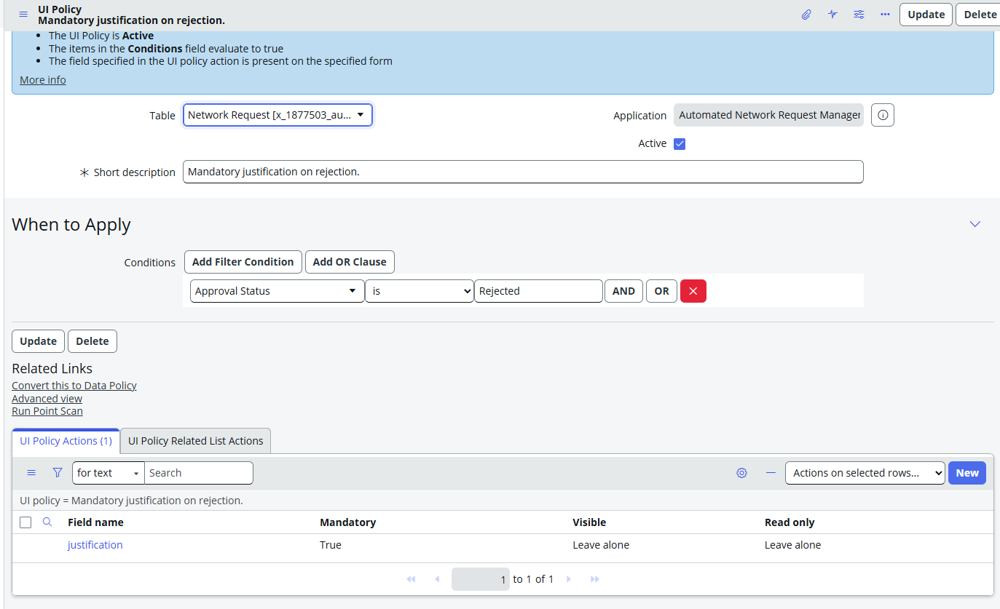 UI Policy
Mandatory justification on rejection.
Update
Delete
The UI Policy is Active
The items in the Conditions field evaluate to true
The field specified in the UI policy action is present on the specified form
More info
Table
Network Request [x_1877503_au...
Application
Automated Network Request Manager
Active
Short description
Mandatory justification on rejection.
When to Apply
Conditions
Add Filter Condition
Add OR Clause
Approval Status
is
Rejected
AND
OR
Update
Delete
Related Links
Convert this to Data Policy
Advanced view
Run Point Scan
UI Policy Actions (1)
UI Policy Related List Actions
for text
Search
Actions on selected rows...
New
UI policy = Mandatory justification on rejection.
Field name Mandatory Visible Read only
justification True Leave alone Leave alone
1 to 1 of 1